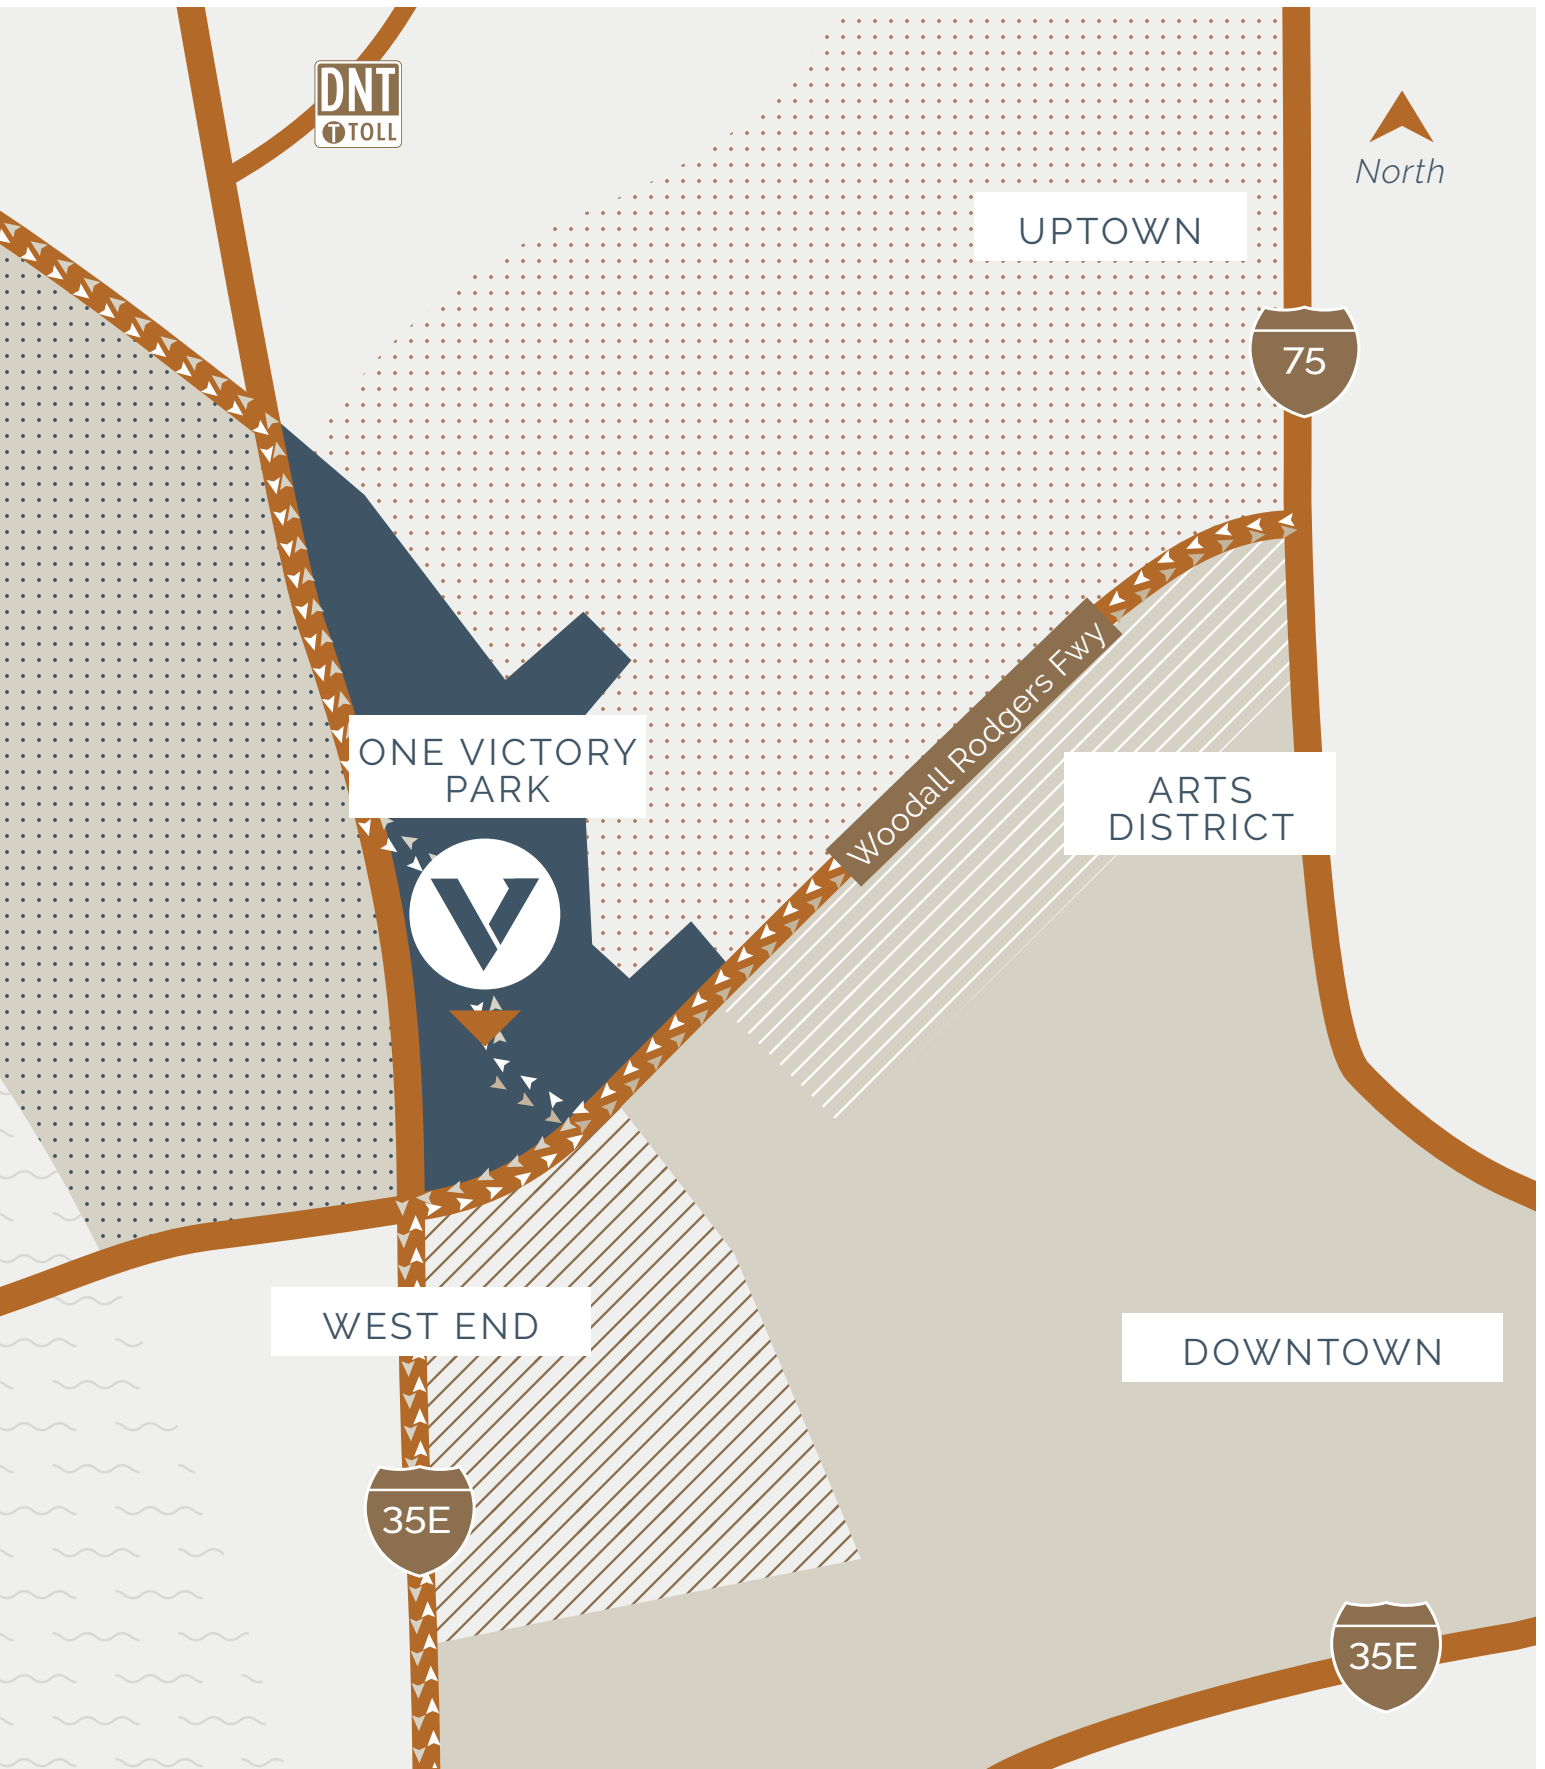 DNT
T TOLL
North
UPTOWN
75
Woodall Rodgers Fwy
ONE VICTORY
PARK
ARTS
DISTRICT
V
WEST END
DOWNTOWN
35E
35E